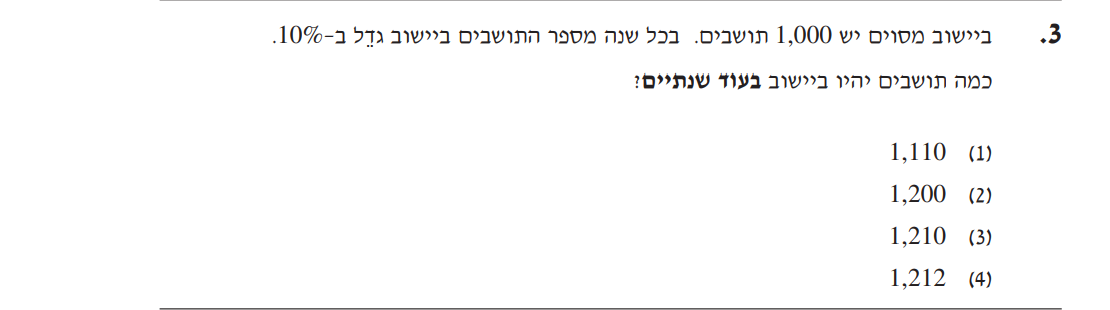 3. ביישוב מסוים יש 1,000 תושבים. בכל שנה מספר התושבים ביישוב גדֵל ב-10%.
כמה תושבים יהיו ביישוב בעוד שנתיים?
(1) 1,110
(2) 1,200
(3) 1,210
(4) 1,212